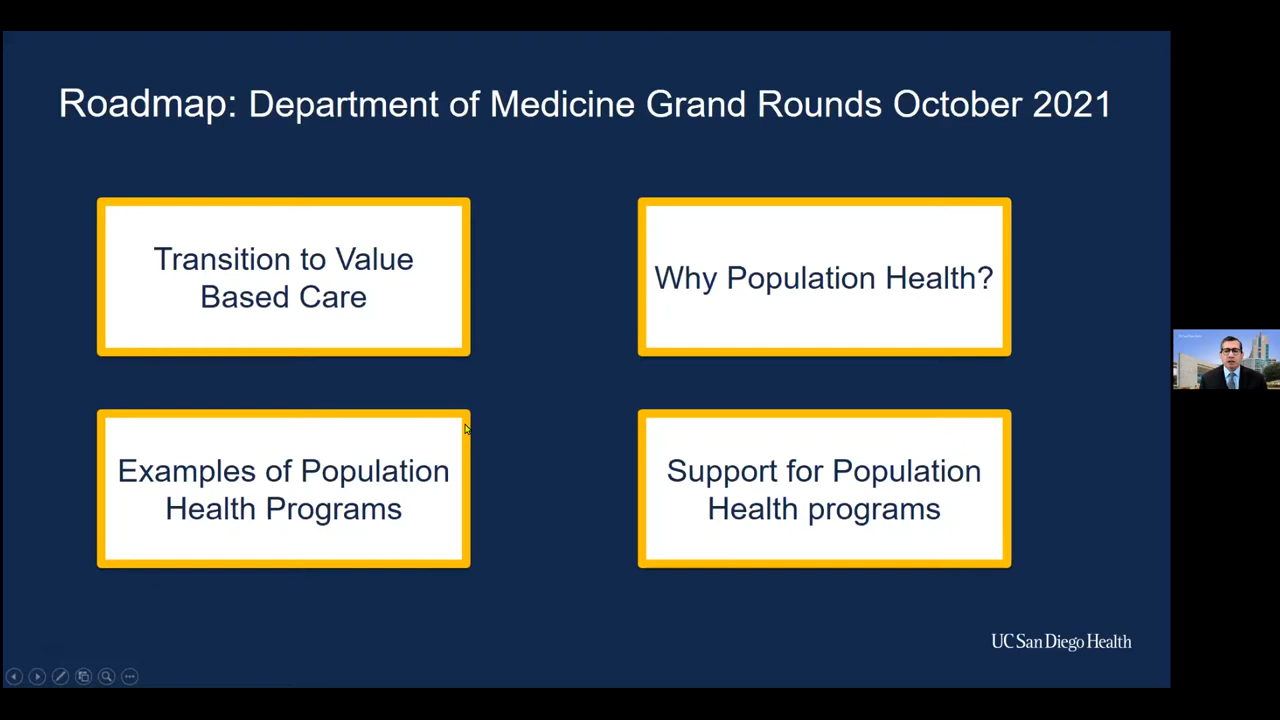 Roadmap: Department of Medicine Grand Rounds October 2021
Transition to Value
Based Care
Why Population Health?
Examples of Population
Health Programs
Support for Population
Health programs
UC San Diego Health